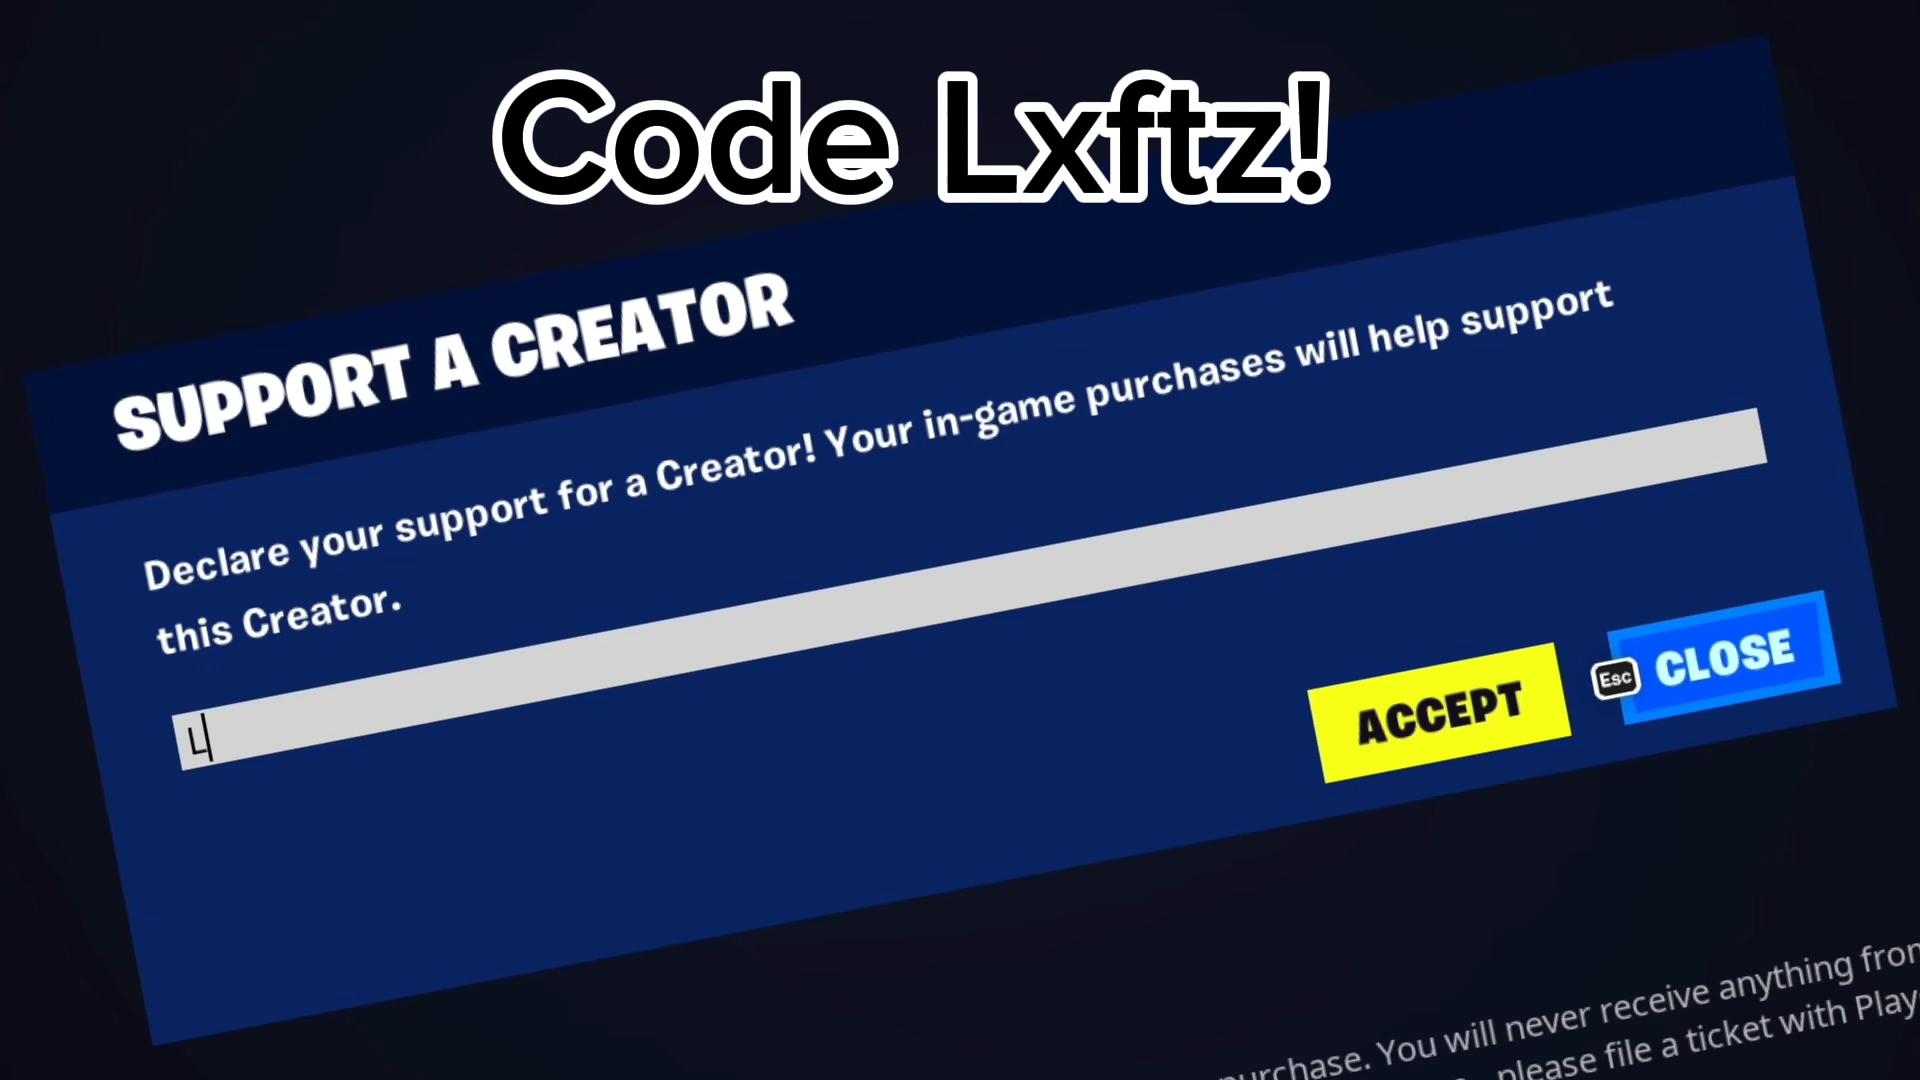 Code Lxftz!
SUPPORT A CREATOR
Declare your support for a Creator! Your in-game purchases will help support
this Creator.
L
ACCEPT
Esc
CLOSE
purchase. You will never receive anything from
please file a ticket with Play